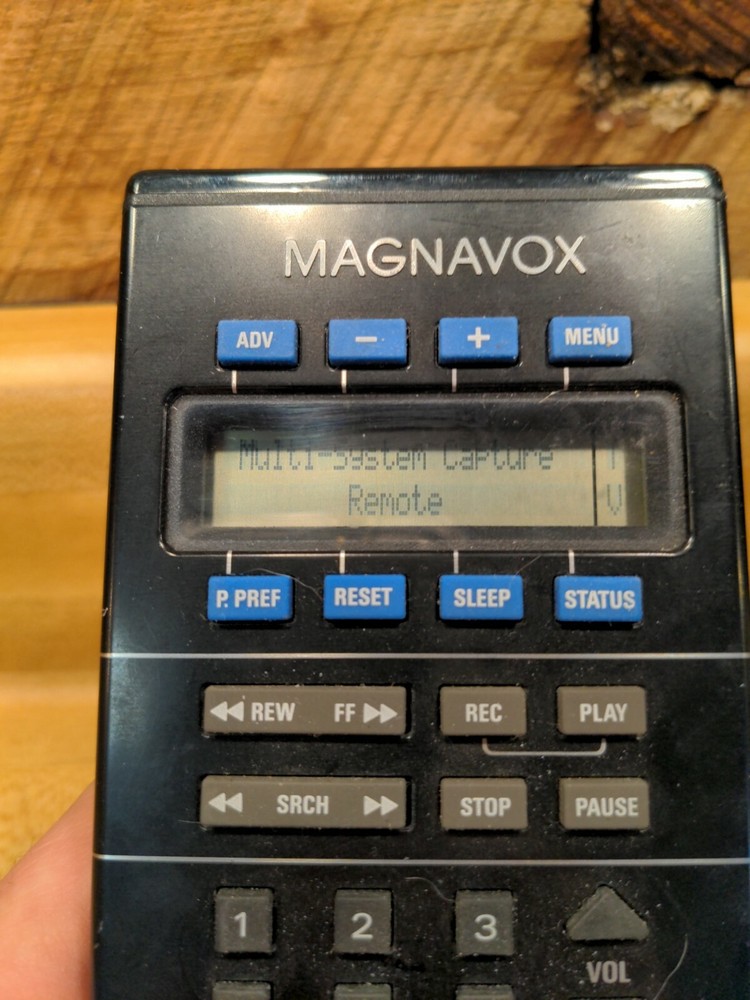 MAGNAVOX
ADV − + MENU
Multi-system Capture T
Remote V
P. PREF RESET SLEEP STATUS
◀◀ REW FF ▶▶ REC PLAY
◀◀ SRCH ▶▶ STOP PAUSE
1 2 3
VOL